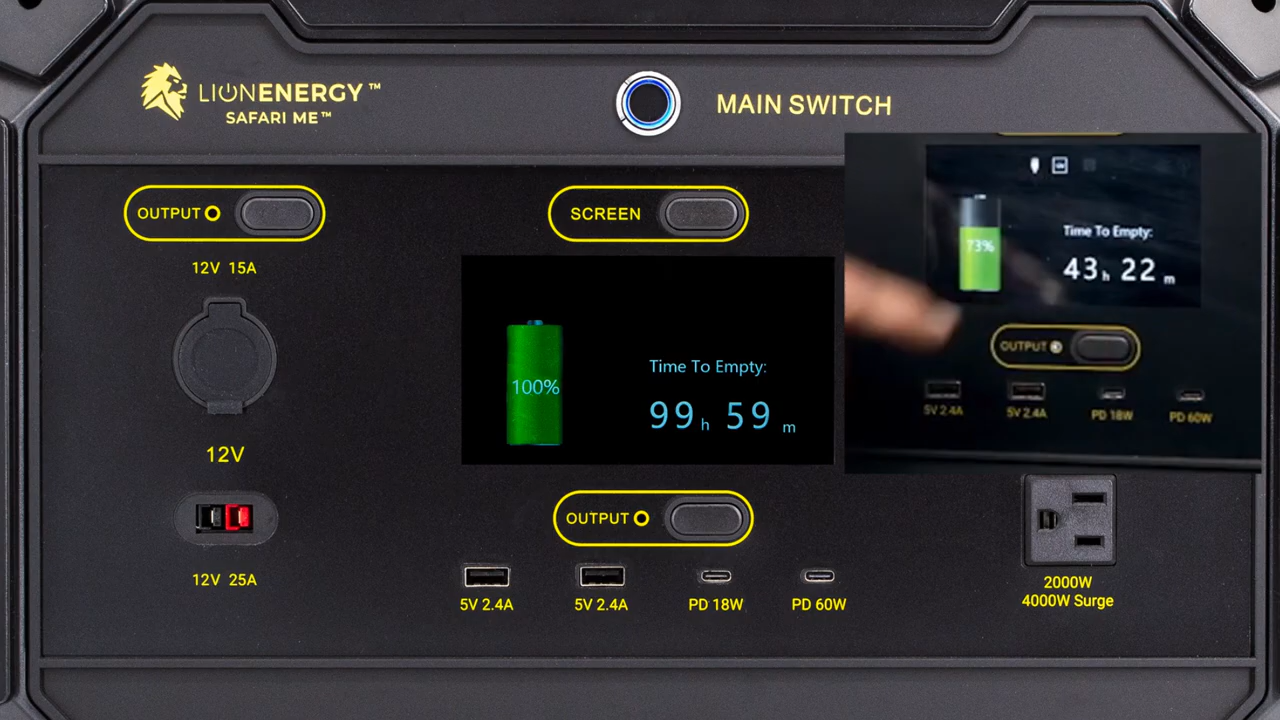 LIONENERGY™
SAFARI ME™
MAIN SWITCH
OUTPUT
12V 15A
12V
12V 25A
SCREEN
100%
Time To Empty:
99 h 59 m
OUTPUT
5V 2.4A
5V 2.4A
PD 18W
PD 60W
73%
Time To Empty:
43 h 22 m
OUTPUT
5V 2.4A
5V 2.4A
PD 18W
PD 60W
2000W
4000W Surge